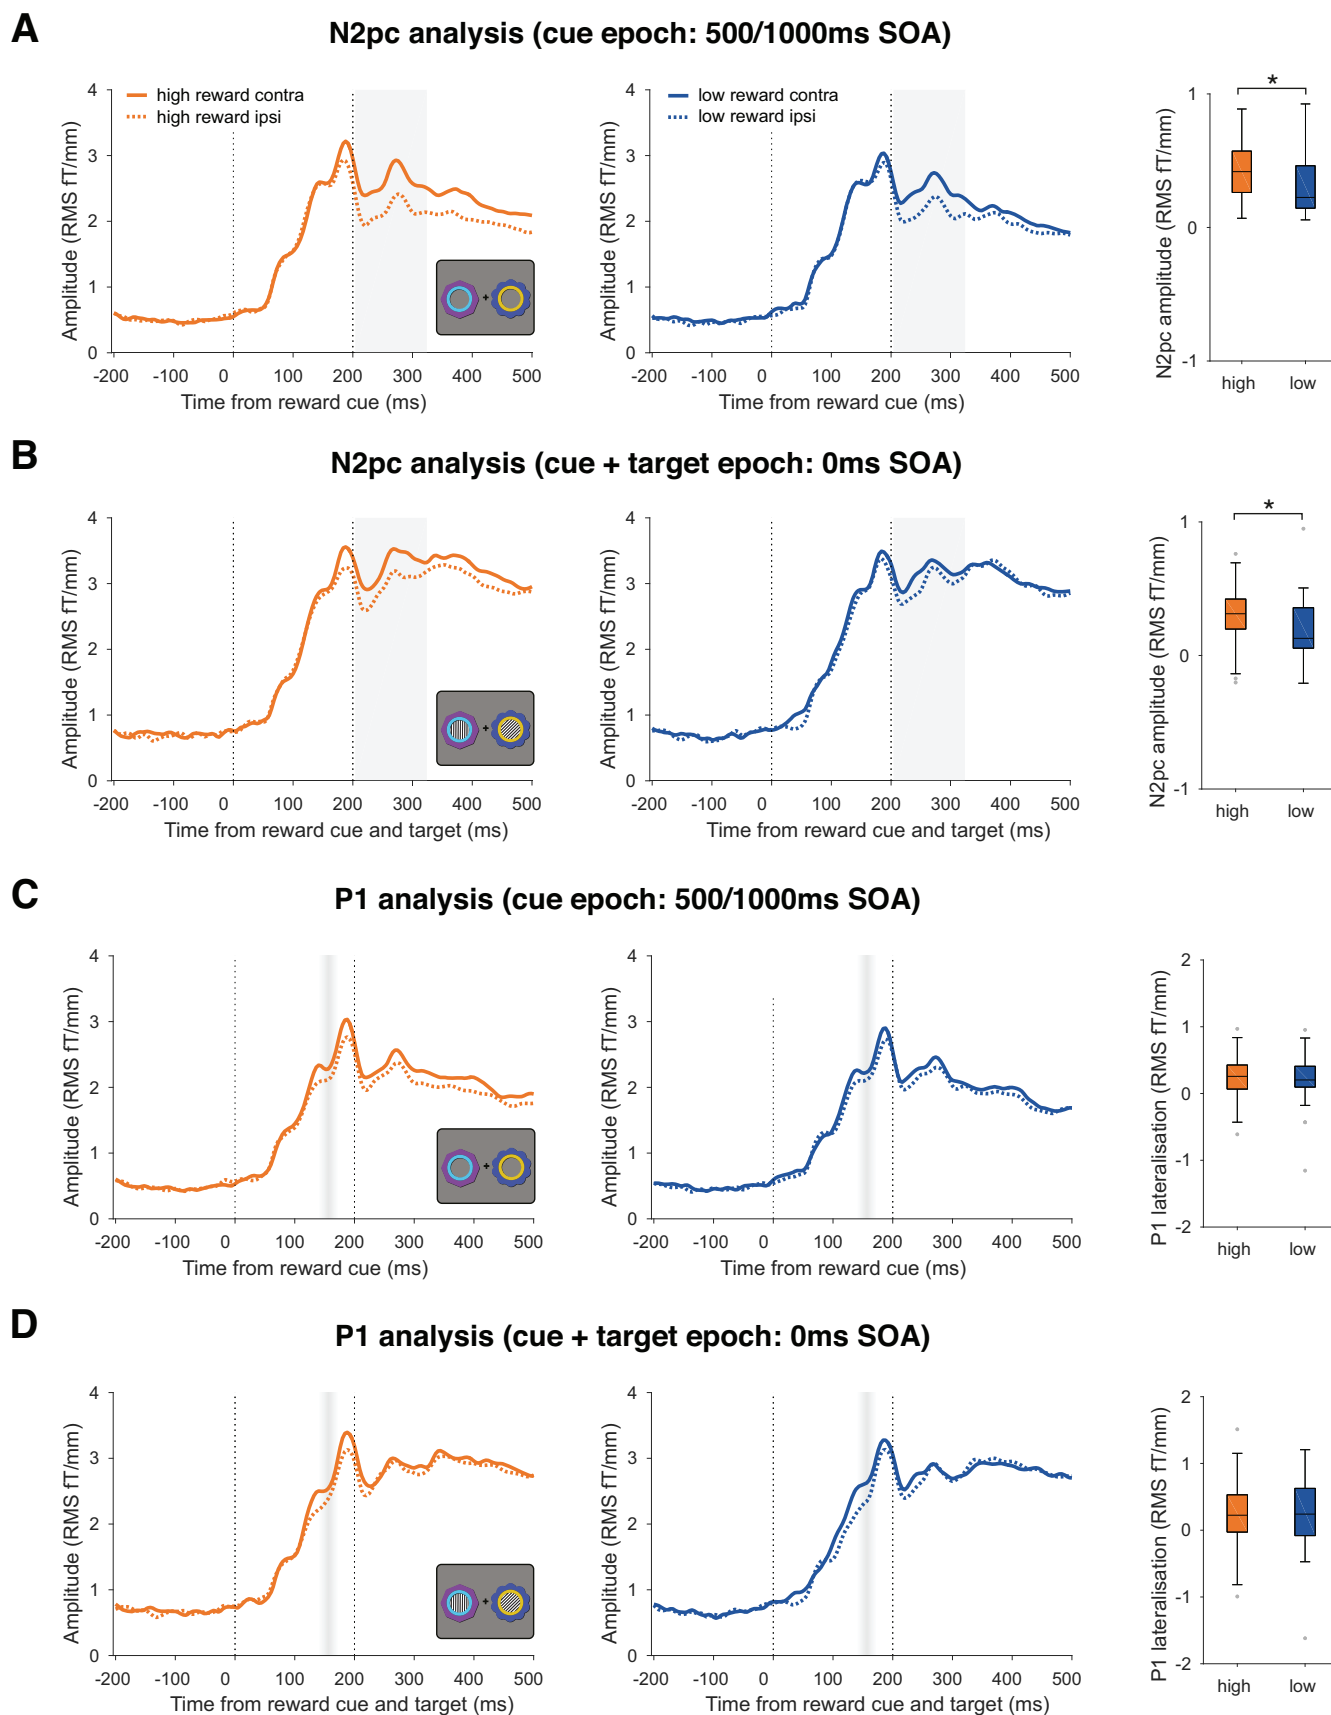 A
N2pc analysis (cue epoch: 500/1000ms SOA)
high reward contra
high reward ipsi
low reward contra
low reward ipsi
Amplitude (RMS fT/mm)
4
3
2
1
0
-200 -100 0 100 200 300 400 500
Time from reward cue (ms)
Amplitude (RMS fT/mm)
4
3
2
1
0
-200 -100 0 100 200 300 400 500
Time from reward cue (ms)
N2pc amplitude (RMS fT/mm)
*
1
0
-1
high low
B
N2pc analysis (cue + target epoch: 0ms SOA)
Amplitude (RMS fT/mm)
4
3
2
1
0
-200 -100 0 100 200 300 400 500
Time from reward cue and target (ms)
Amplitude (RMS fT/mm)
4
3
2
1
0
-200 -100 0 100 200 300 400 500
Time from reward cue and target (ms)
N2pc amplitude (RMS fT/mm)
*
1
0
-1
high low
C
P1 analysis (cue epoch: 500/1000ms SOA)
Amplitude (RMS fT/mm)
4
3
2
1
0
-200 -100 0 100 200 300 400 500
Time from reward cue (ms)
Amplitude (RMS fT/mm)
4
3
2
1
0
-200 -100 0 100 200 300 400 500
Time from reward cue (ms)
P1 lateralisation (RMS fT/mm)
2
1
0
-1
-2
high low
D
P1 analysis (cue + target epoch: 0ms SOA)
Amplitude (RMS fT/mm)
4
3
2
1
0
-200 -100 0 100 200 300 400 500
Time from reward cue and target (ms)
Amplitude (RMS fT/mm)
4
3
2
1
0
-200 -100 0 100 200 300 400 500
Time from reward cue and target (ms)
P1 lateralisation (RMS fT/mm)
2
1
0
-1
-2
high low